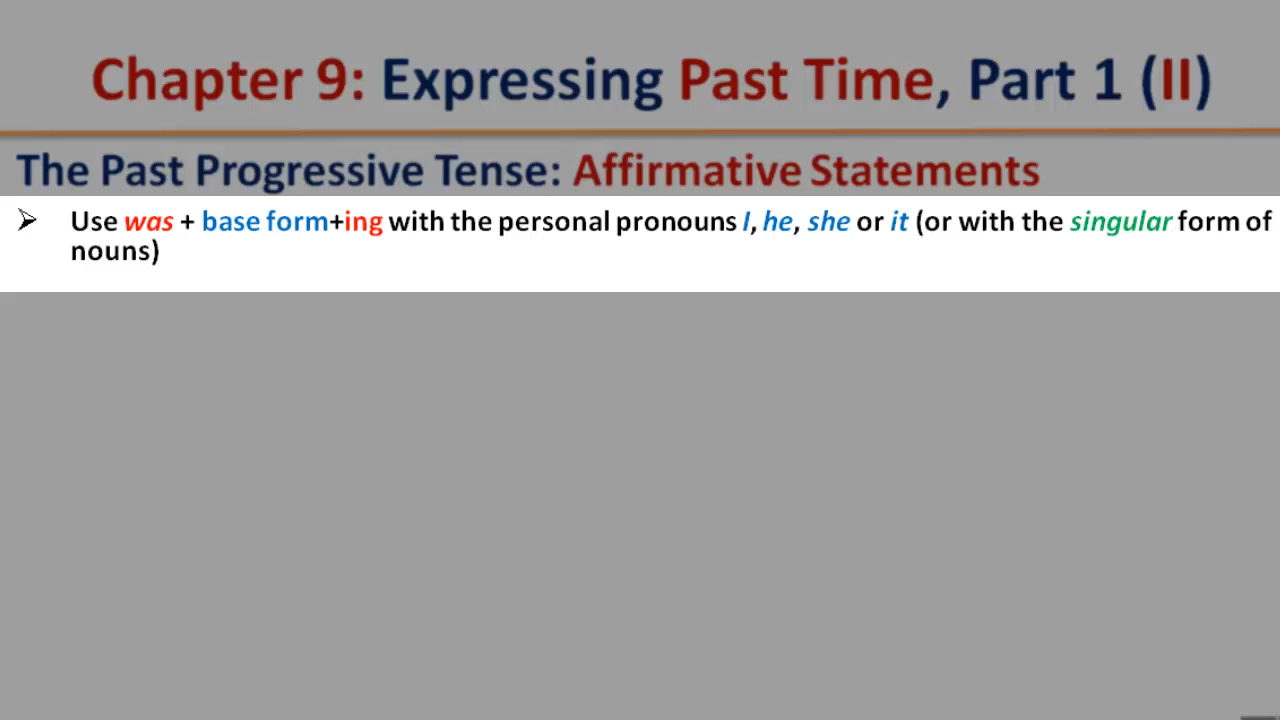 Chapter 9: Expressing Past Time, Part 1 (II)
The Past Progressive Tense: Affirmative Statements
➢ Use was + base form+ing with the personal pronouns I, he, she or it (or with the singular form of
nouns)